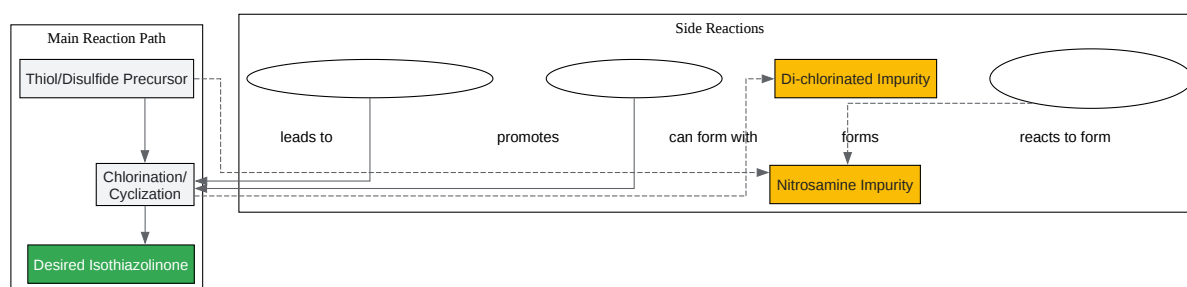 Main Reaction Path
Side Reactions
Thiol/Disulfide Precursor
Di-chlorinated Impurity
leads to
promotes
can form with
forms
reacts to form
Chlorination/
Cyclization
Nitrosamine Impurity
Desired Isothiazolinone